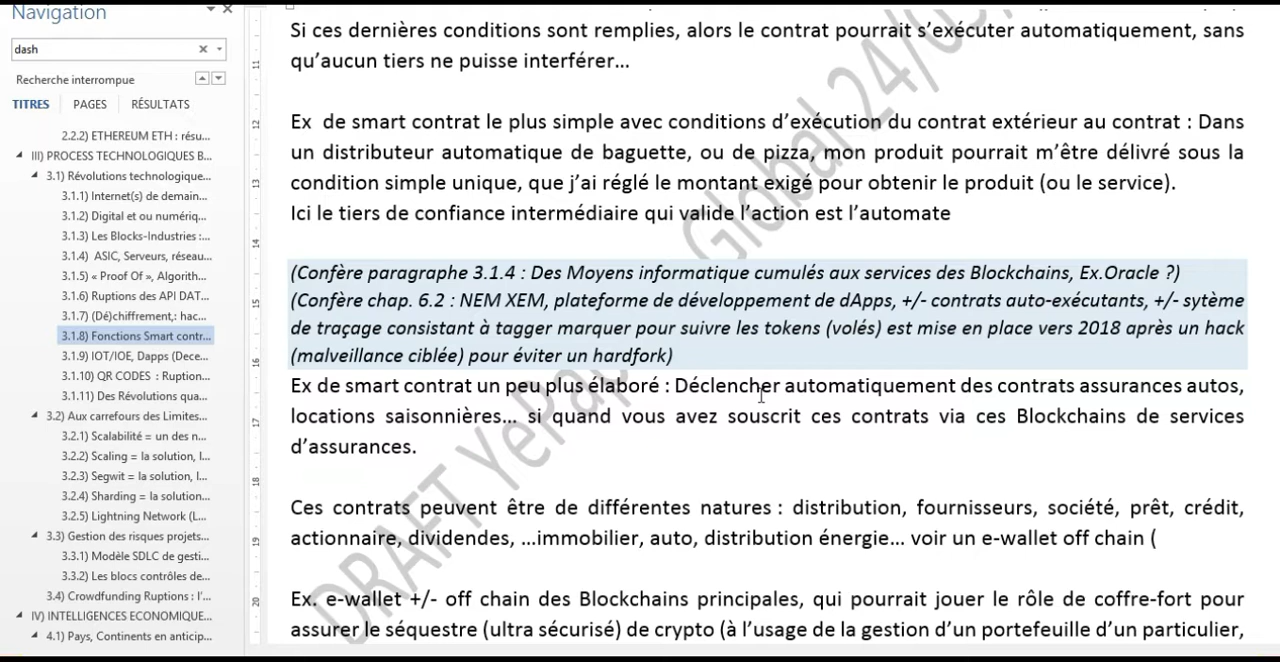 Navigation
dash
Recherche interrompue
TITRES PAGES RÉSULTATS
2.2.2) ETHEREUM ETH : résu...
III) PROCESS TECHNOLOGIQUES B...
3.1) Révolutions technologique...
3.1.1) Internet(s) de demain...
3.1.2) Digital et ou numériq...
3.1.3) Les Blocks-Industries :...
3.1.4) ASIC, Serveurs, réseau...
3.1.5) « Proof Of », Algorith...
3.1.6) Ruptions des API DAT...
3.1.7) (Dé)chiffrement,: hac...
3.1.8) Fonctions Smart contr...
3.1.9) IOT/IOE, Dapps (Dece...
3.1.10) QR CODES : Ruption...
3.1.11) Des Révolutions qua...
3.2) Aux carrefours des Limites...
3.2.1) Scalabilité = un des n...
3.2.2) Scaling = la solution, l...
3.2.3) Segwit = la solution, l...
3.2.4) Sharding = la solution...
3.2.5) Lightning Network (L...
3.3) Gestion des risques projets...
3.3.1) Modèle SDLC de gesti...
3.3.2) Les blocs contrôles de...
3.4) Crowdfunding Ruptions : l'...
IV) INTELLIGENCES ECONOMIQUE...
4.1) Pays, Continents en anticip...
11
12
13
14
15
16
17
18
19
20
Si ces dernières conditions sont remplies, alors le contrat pourrait s'exécuter automatiquement, sans
qu'aucun tiers ne puisse interférer...
Ex de smart contrat le plus simple avec conditions d'exécution du contrat extérieur au contrat : Dans
un distributeur automatique de baguette, ou de pizza, mon produit pourrait m'être délivré sous la
condition simple unique, que j'ai réglé le montant exigé pour obtenir le produit (ou le service).
Ici le tiers de confiance intermédiaire qui valide l'action est l'automate
(Confère paragraphe 3.1.4 : Des Moyens informatique cumulés aux services des Blockchains, Ex.Oracle ?)
(Confère chap. 6.2 : NEM XEM, plateforme de développement de dApps, +/- contrats auto-exécutants, +/- sytème
de traçage consistant à tagger marquer pour suivre les tokens (volés) est mise en place vers 2018 après un hack
(malveillance ciblée) pour éviter un hardfork)
Ex de smart contrat un peu plus élaboré : Déclencher automatiquement des contrats assurances autos,
locations saisonnières... si quand vous avez souscrit ces contrats via ces Blockchains de services
d'assurances.
Ces contrats peuvent être de différentes natures : distribution, fournisseurs, société, prêt, crédit,
actionnaire, dividendes, ...immobilier, auto, distribution énergie... voir un e-wallet off chain (
Ex. e-wallet +/- off chain des Blockchains principales, qui pourrait jouer le rôle de coffre-fort pour
assurer le séquestre (ultra sécurisé) de crypto (à l'usage de la gestion d'un portefeuille d'un particulier,
DRAFT Global 24/